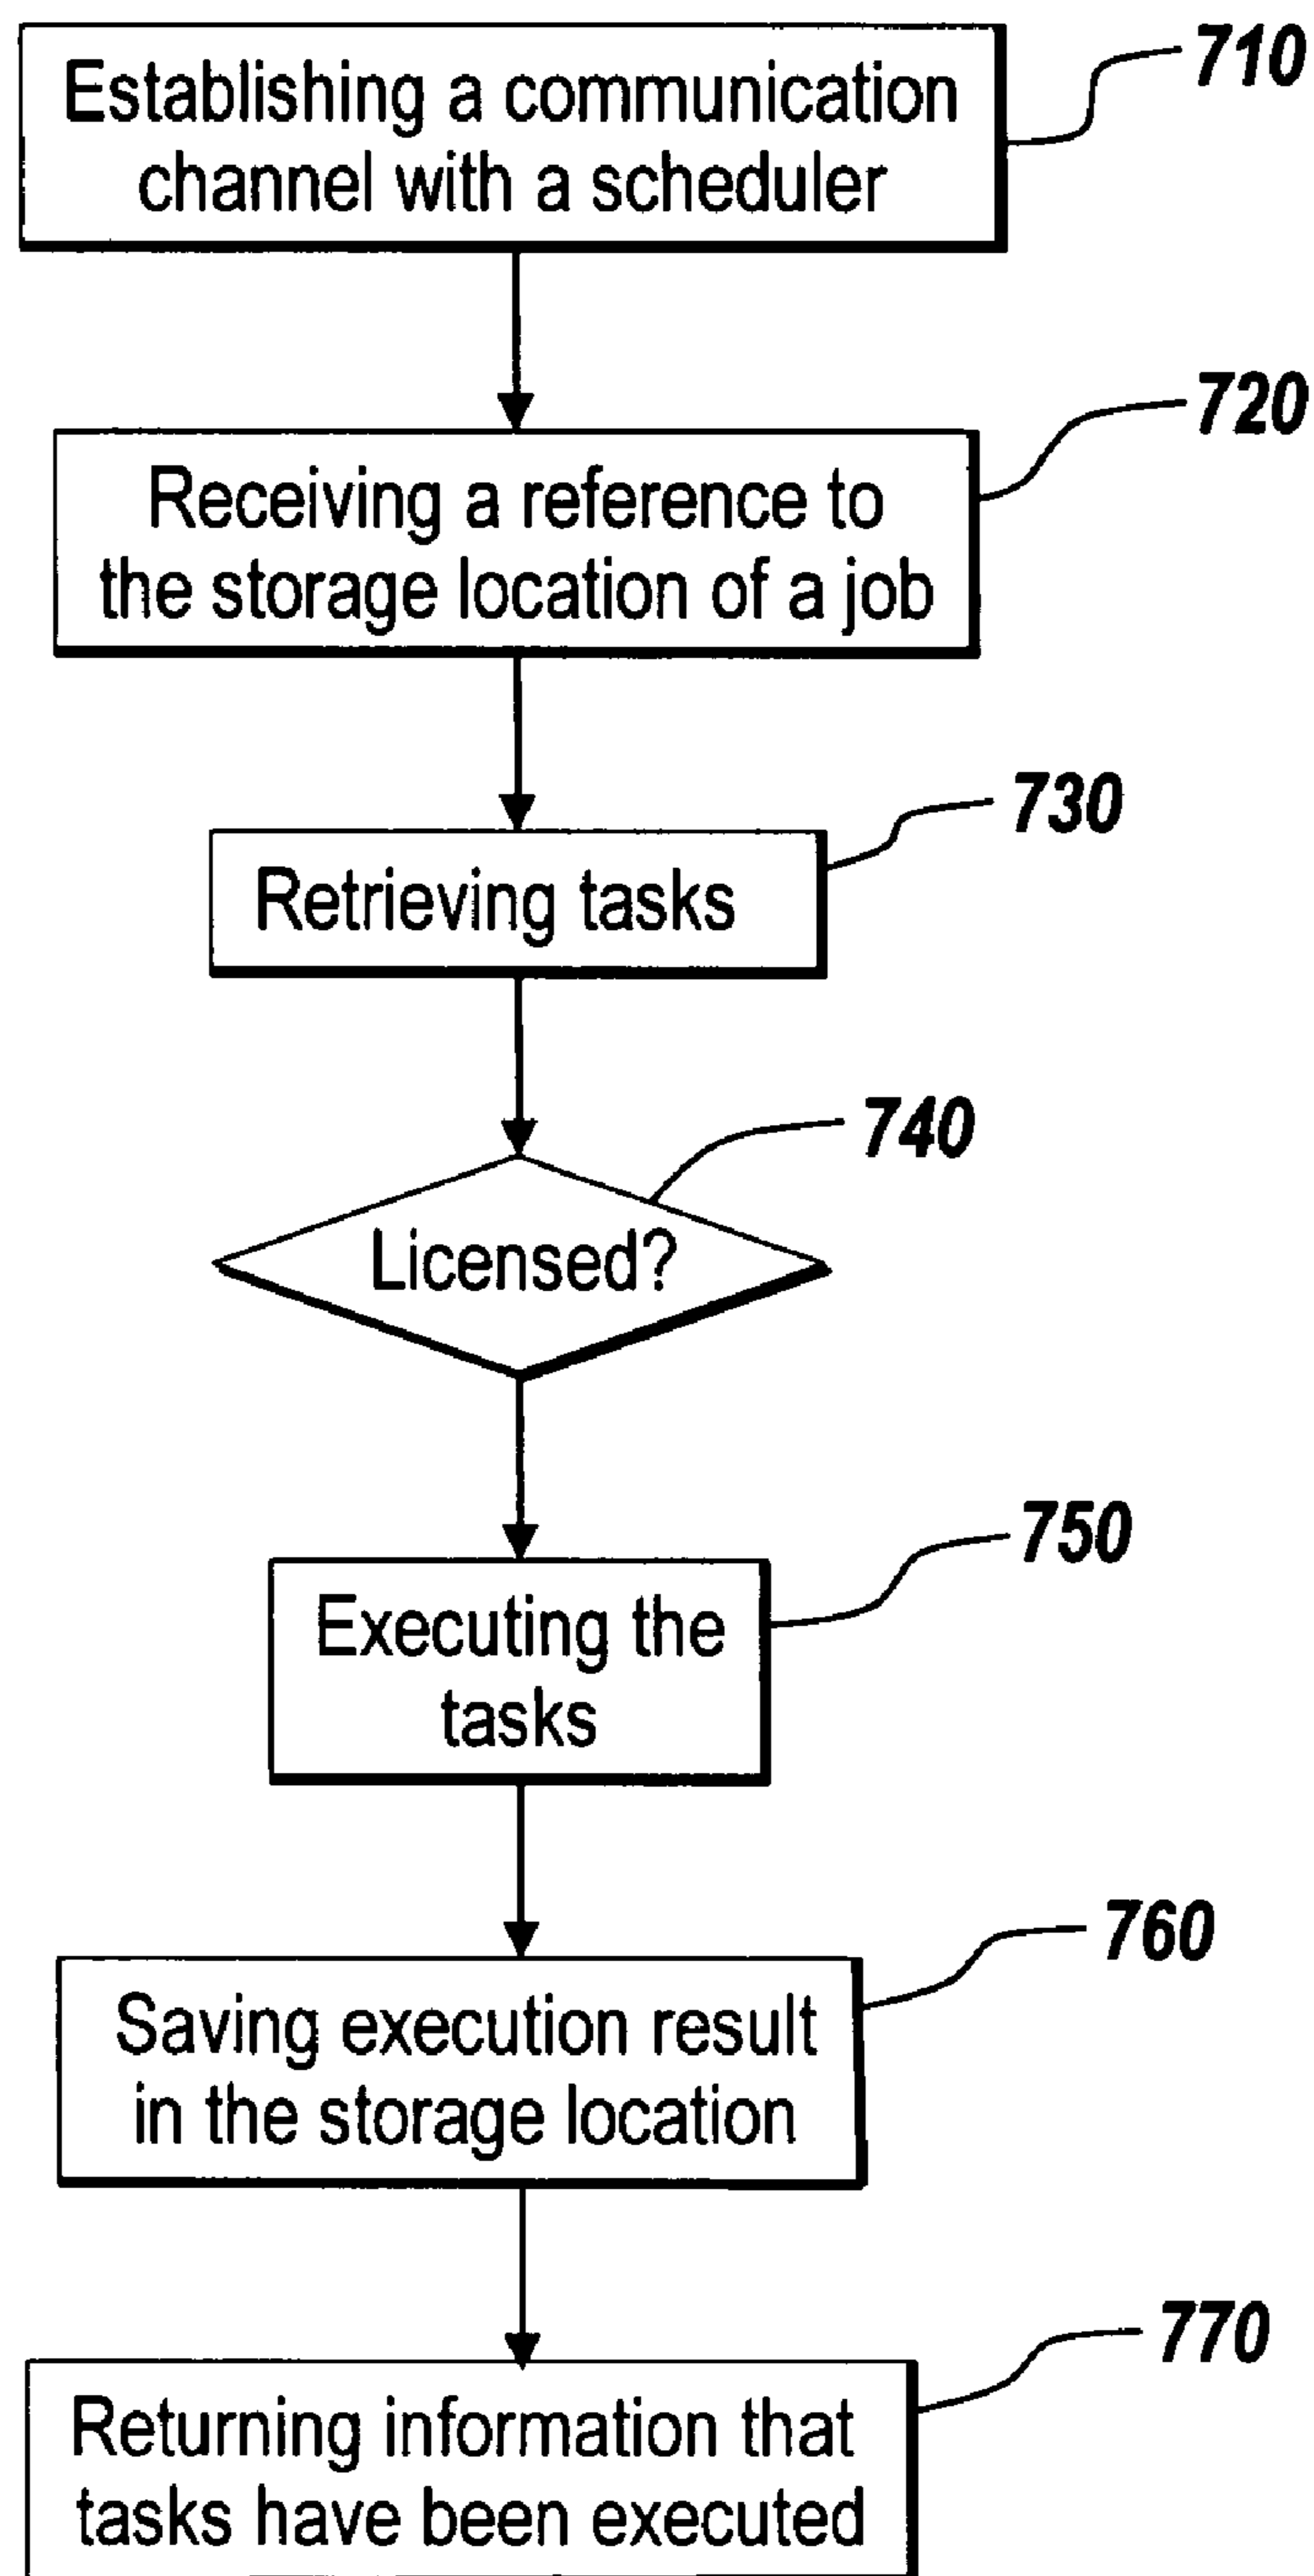 Establishing a communication
channel with a scheduler
710
Receiving a reference to
the storage location of a job
720
Retrieving tasks
730
Licensed?
740
Executing the
tasks
750
Saving execution result
in the storage location
760
Returning information that
tasks have been executed
770